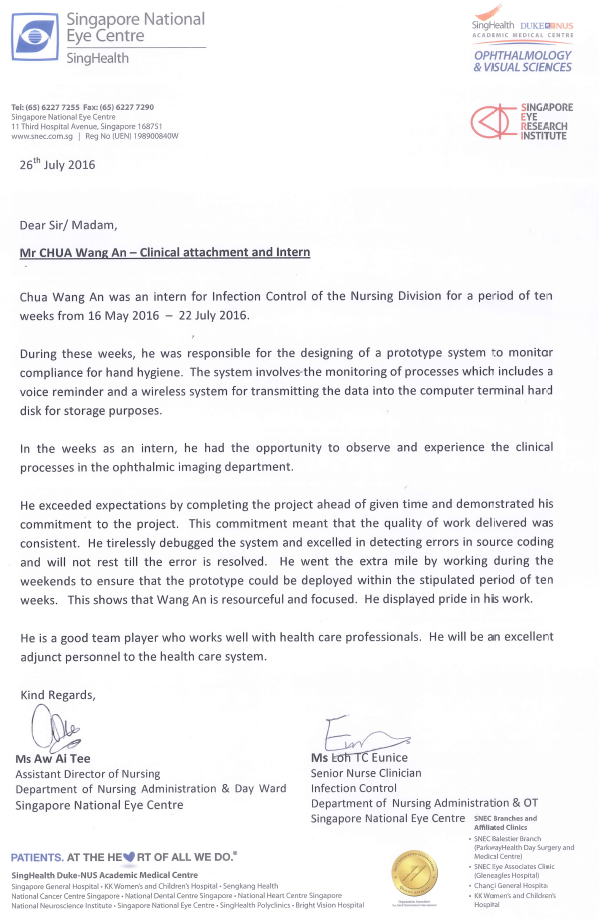 Singapore National
Eye Centre
SingHealth
SingHealth DUKE NUS
ACADEMIC MEDICAL CENTRE
OPHTHALMOLOGY
& VISUAL SCIENCES
Tel: (65) 6227 7255 Fax: (65) 6227 7290
Singapore National Eye Centre
11 Third Hospital Avenue, Singapore 168751
www.snec.com.sg | Reg No (UEN) 198900840W
SINGAPORE
EYE
RESEARCH
INSTITUTE
26th July 2016
Dear Sir/ Madam,
Mr CHUA Wang An – Clinical attachment and Intern
Chua Wang An was an intern for Infection Control of the Nursing Division for a period of ten
weeks from 16 May 2016 – 22 July 2016.
During these weeks, he was responsible for the designing of a prototype system to monitor
compliance for hand hygiene. The system involves the monitoring of processes which includes a
voice reminder and a wireless system for transmitting the data into the computer terminal hard
disk for storage purposes.
In the weeks as an intern, he had the opportunity to observe and experience the clinical
processes in the ophthalmic imaging department.
He exceeded expectations by completing the project ahead of given time and demonstrated his
commitment to the project. This commitment meant that the quality of work delivered was
consistent. He tirelessly debugged the system and excelled in detecting errors in source coding
and will not rest till the error is resolved. He went the extra mile by working during the
weekends to ensure that the prototype could be deployed within the stipulated period of ten
weeks. This shows that Wang An is resourceful and focused. He displayed pride in his work.
He is a good team player who works well with health care professionals. He will be an excellent
adjunct personnel to the health care system.
Kind Regards,
Ms Aw Ai Tee
Assistant Director of Nursing
Department of Nursing Administration & Day Ward
Singapore National Eye Centre
Ms Loh TC Eunice
Senior Nurse Clinician
Infection Control
Department of Nursing Administration & OT
Singapore National Eye Centre
SNEC Branches and
Affiliated Clinics
• SNEC Balestier Branch
(ParkwayHealth Day Surgery and
Medical Centre)
• SNEC Eye Associates Clinic
(Gleneagles Hospital)
• Changi General Hospital
• KK Women's and Children's
Hospital
PATIENTS. AT THE HE RT OF ALL WE DO.®
SingHealth Duke-NUS Academic Medical Centre
Singapore General Hospital • KK Women's and Children's Hospital • Sengkang Health
National Cancer Centre Singapore • National Dental Centre Singapore • National Heart Centre Singapore
National Neuroscience Institute • Singapore National Eye Centre • SingHealth Polyclinics • Bright Vision Hospital